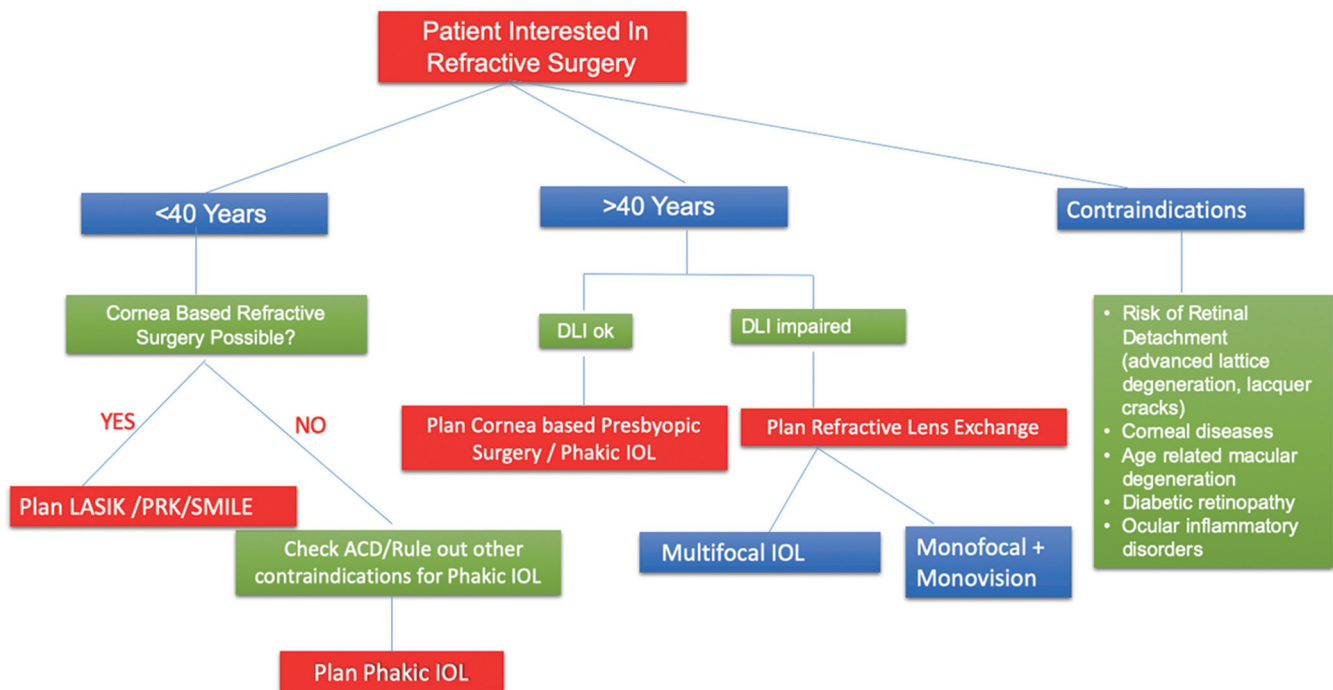 Patient Interested In
Refractive Surgery
<40 Years
>40 Years
Contraindications
Cornea Based Refractive
Surgery Possible?
DLI ok
DLI impaired
• Risk of Retinal
Detachment
(advanced lattice
degeneration, lacquer
cracks)
• Corneal diseases
• Age related macular
degeneration
• Diabetic retinopathy
• Ocular inflammatory
disorders
YES
NO
Plan Cornea based Presbyopic
Surgery / Phakic IOL
Plan Refractive Lens Exchange
Plan LASIK /PRK/SMILE
Check ACD/Rule out other
contraindications for Phakic IOL
Multifocal IOL
Monofocal +
Monovision
Plan Phakic IOL